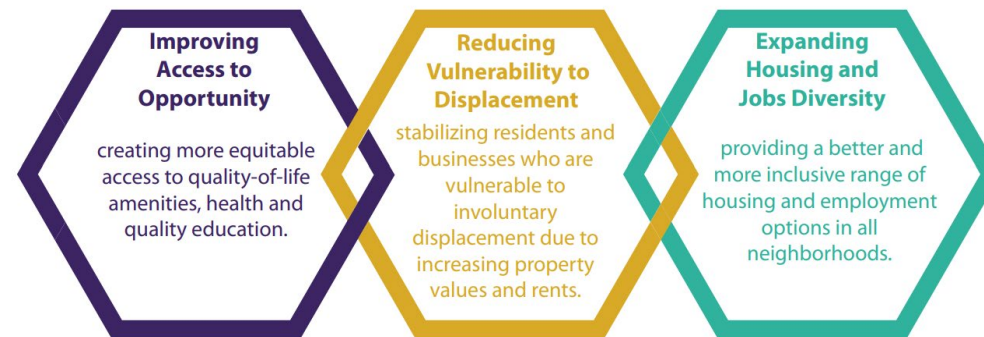 Improving
Access to
Opportunity
creating more equitable
access to quality-of-life
amenities, health and
quality education.
Reducing
Vulnerability to
Displacement
stabilizing residents and
businesses who are
vulnerable to
involuntary
displacement due to
increasing property
values and rents.
Expanding
Housing and
Jobs Diversity
providing a better and
more inclusive range of
housing and employment
options in all
neighborhoods.